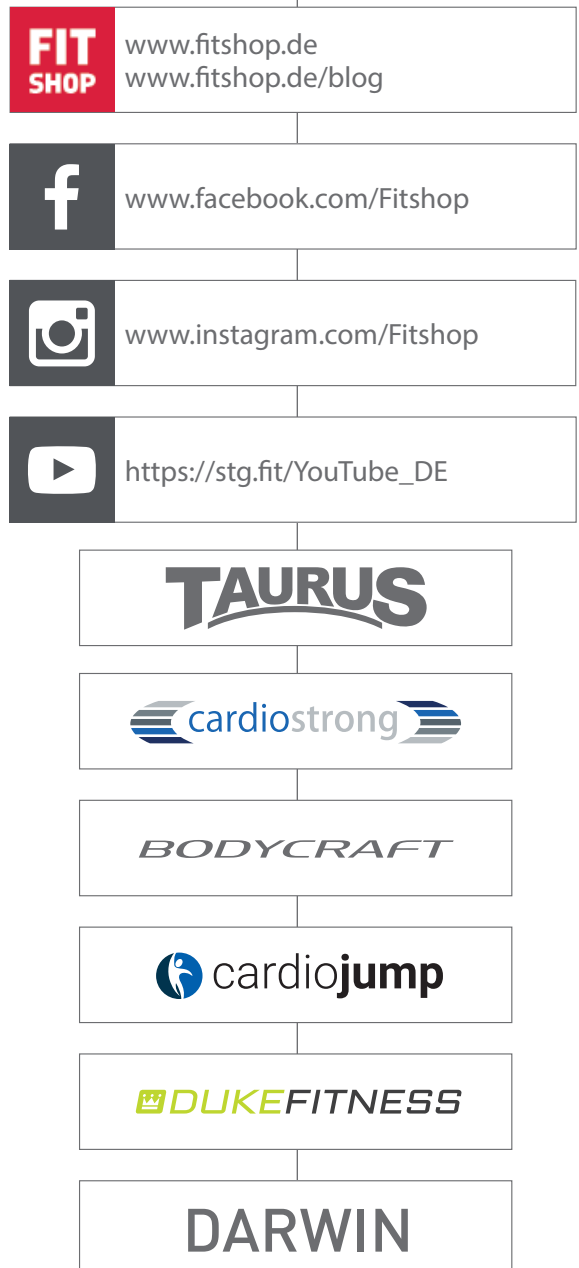 FIT
SHOP
www.fitshop.de
www.fitshop.de/blog
www.facebook.com/Fitshop
www.instagram.com/Fitshop
https://stg.fit/YouTube_DE
TAURUS
cardiostrong
BODYCRAFT
cardiojump
DUKEFITNESS
DARWIN